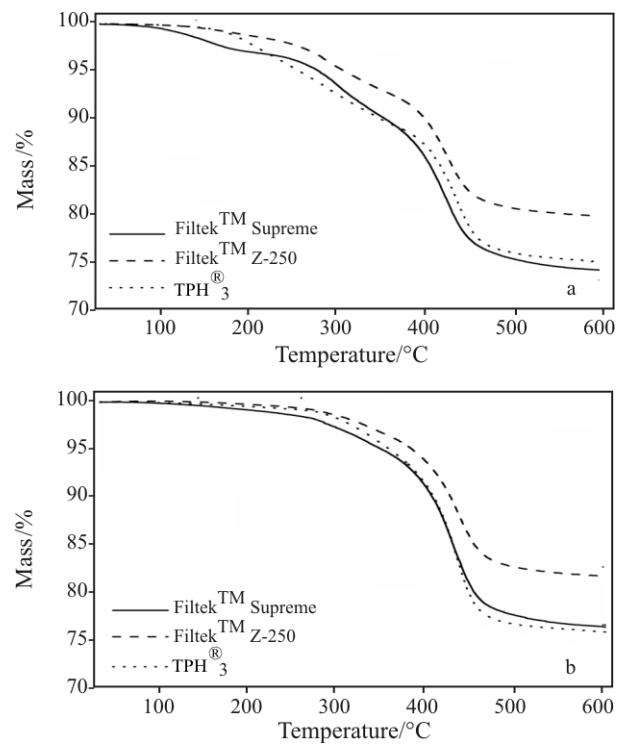 100
95
90
85
80
75
70
Mass/%
Filtek™ Supreme
Filtek™ Z-250
TPH®3
a
100 200 300 400 500 600
Temperature/°C
100
95
90
85
80
75
70
Mass/%
Filtek™ Supreme
Filtek™ Z-250
TPH®3
b
100 200 300 400 500 600
Temperature/°C